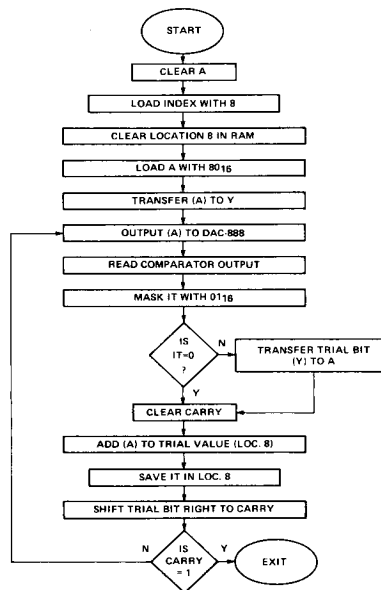 START
CLEAR A
LOAD INDEX WITH 8
CLEAR LOCATION 8 IN RAM
LOAD A WITH 80₁₆
TRANSFER (A) TO Y
OUTPUT (A) TO DAC-888
READ COMPARATOR OUTPUT
MASK IT WITH 01₁₆
IS
IT=0
?
N
TRANSFER TRIAL BIT
(Y) TO A
Y
CLEAR CARRY
ADD (A) TO TRIAL VALUE (LOC. 8)
SAVE IT IN LOC. 8
SHIFT TRIAL BIT RIGHT TO CARRY
N
IS
CARRY
= 1
Y
EXIT